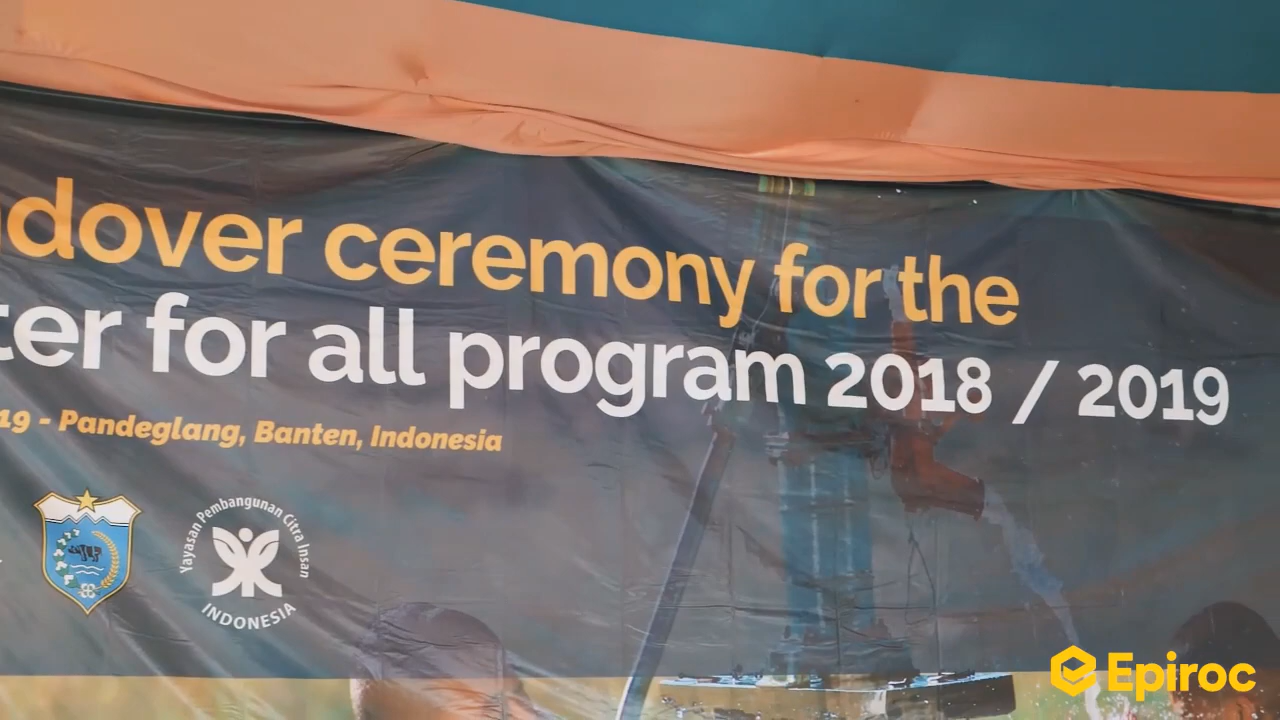 dover ceremony for the
ter for all program 2018 / 2019
19 - Pandeglang, Banten, Indonesia
Yayasan Pembangunan Citra Insan
INDONESIA
Epiroc